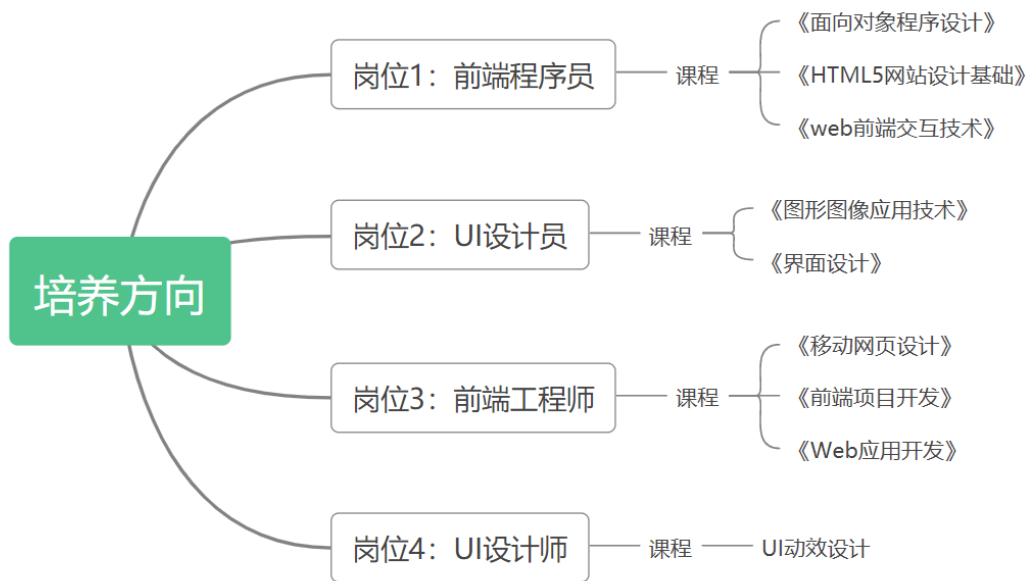 培养方向
岗位1：前端程序员
课程
《面向对象程序设计》
《HTML5网站设计基础》
《web前端交互技术》
岗位2：UI设计员
课程
《图形图像应用技术》
《界面设计》
岗位3：前端工程师
课程
《移动网页设计》
《前端项目开发》
《Web应用开发》
岗位4：UI设计师
课程
UI动效设计